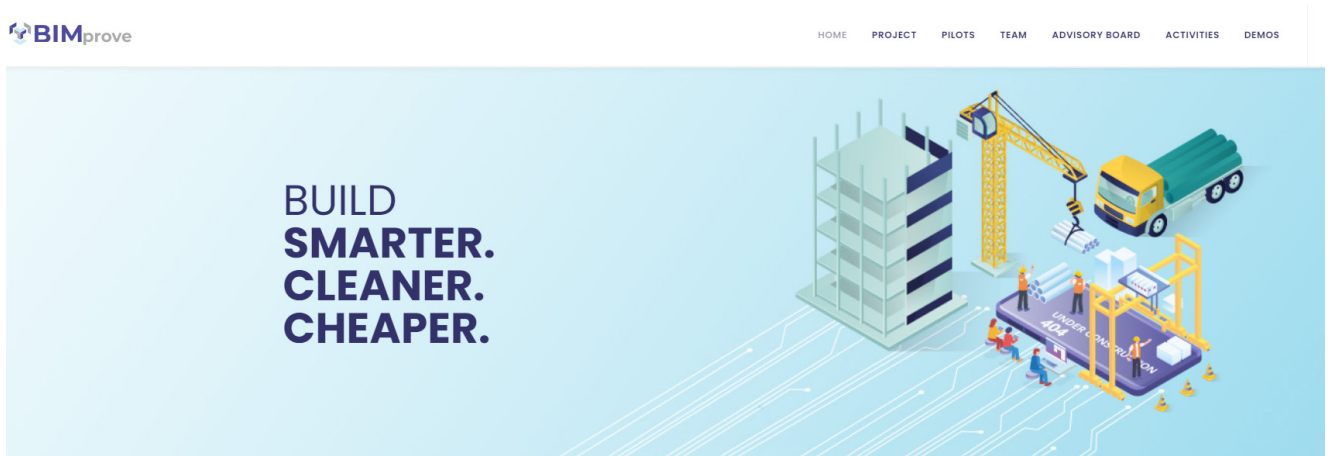 BIMprove
HOME PROJECT PILOTS TEAM ADVISORY BOARD ACTIVITIES DEMOS
BUILD
SMARTER.
CLEANER.
CHEAPER.
UNDER CONSTRUCTION
404